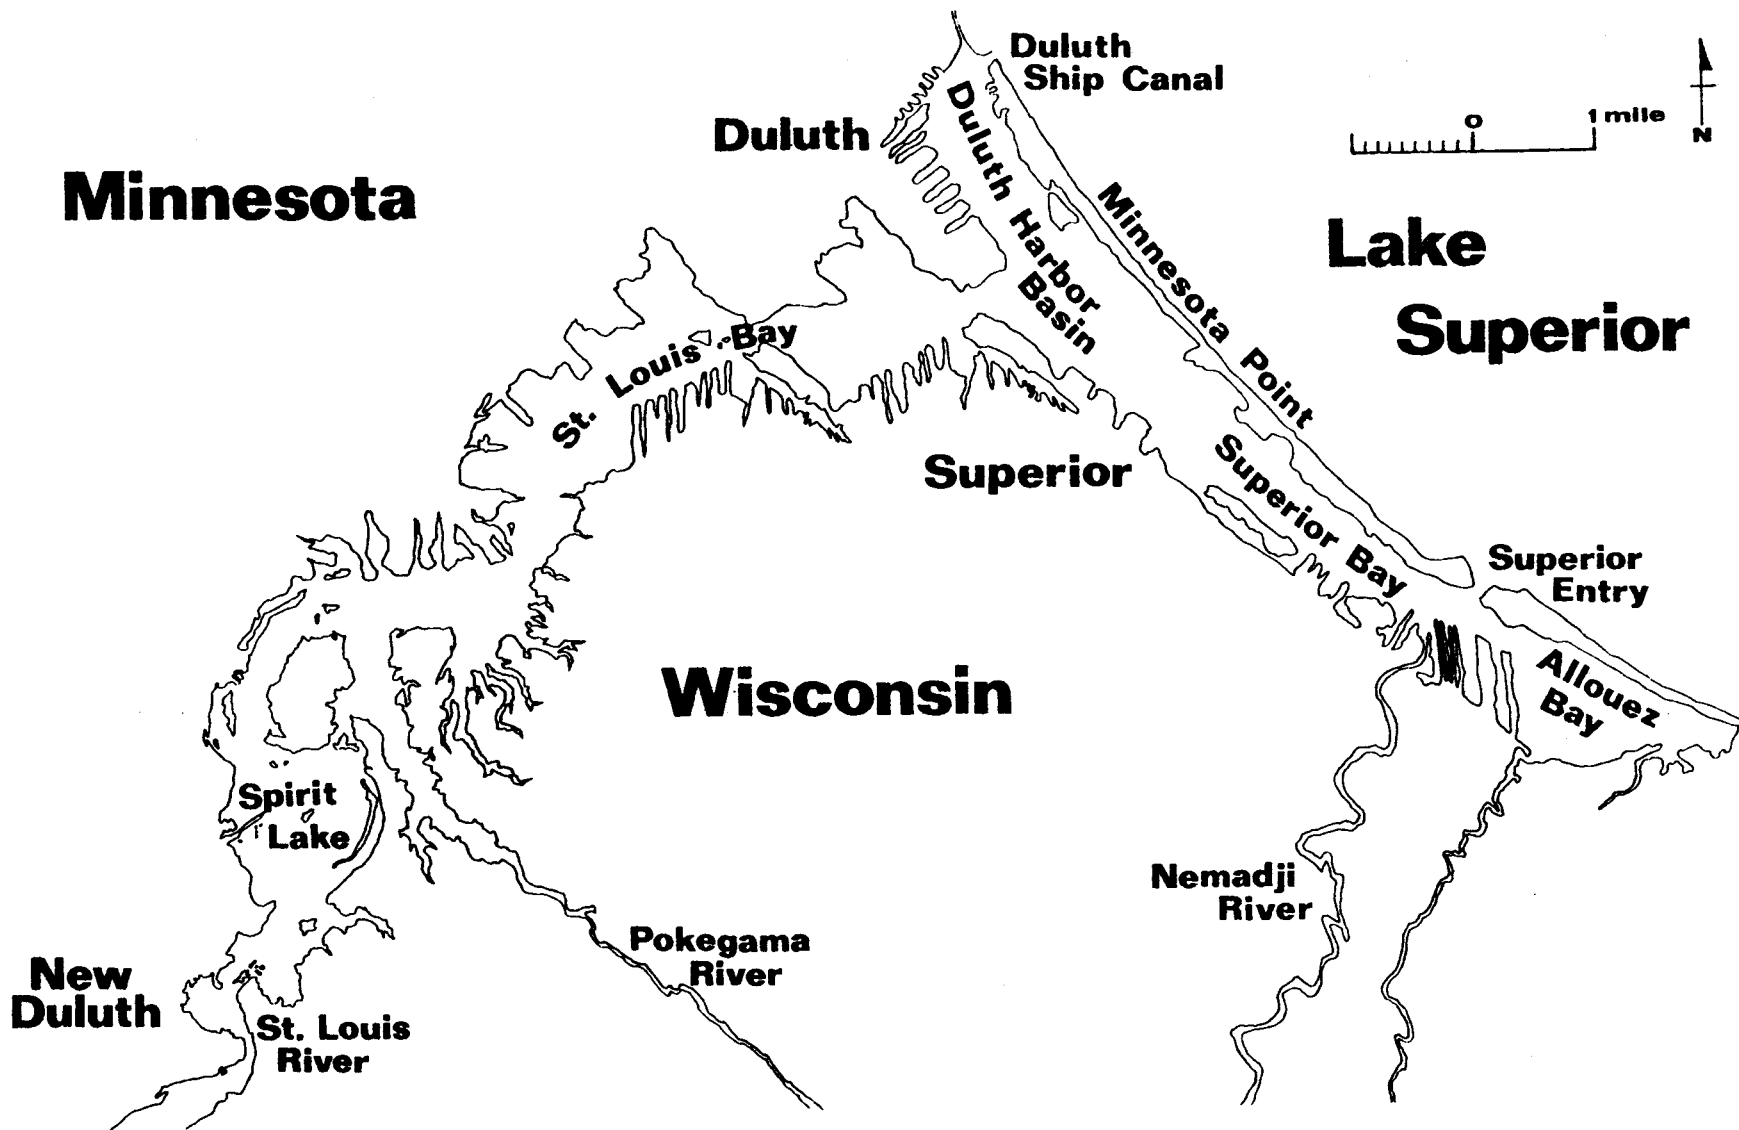 Duluth
Ship Canal
Duluth
Duluth Harbor
Basin
0
1 mile
N
Minnesota
Minnesota Point
Lake
Superior
St. Louis Bay
Superior
Superior Bay
Superior
Entry
Wisconsin
Allouez
Bay
Spirit
Lake
Nemadji
River
Pokegama
River
New
Duluth
St. Louis
River